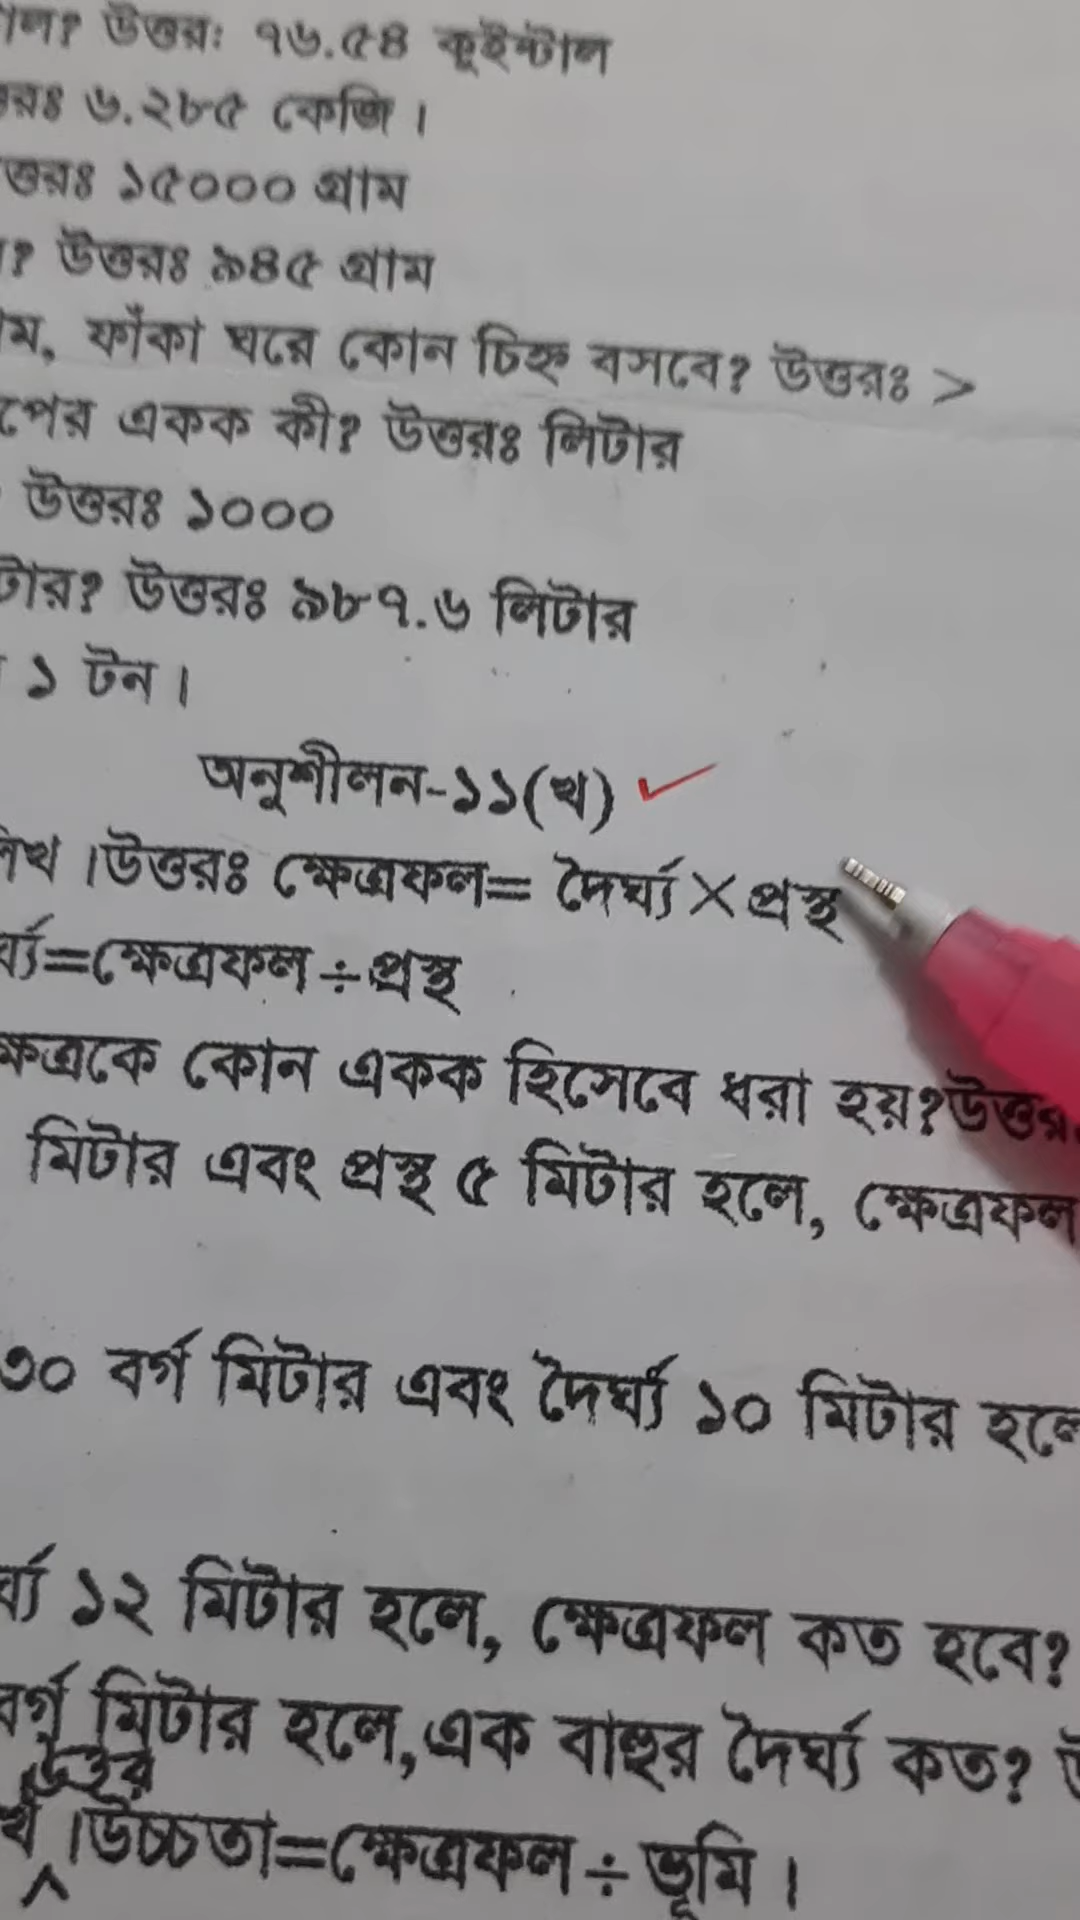 উত্তর: ৭৬.৫৪ কুইন্টাল
৬.২৮৫ কেজি।
১৫০০০ গ্রাম
? উত্তরঃ ৯৪৫ গ্রাম
ফাঁকা ঘরে কোন চিহ্ন বসবে? উত্তরঃ >
একক কী? উত্তরঃ লিটার
উত্তরঃ ১০০০
উত্তরঃ ৯৮৭.৬ লিটার
১ টন।
অনুশীলন-১১(খ)
।উত্তরঃ ক্ষেত্রফল= দৈর্ঘ্য×প্রস্থ
=ক্ষেত্রফল÷প্রস্থ
কোন একক হিসেবে ধরা হয়?
মিটার এবং প্রস্থ ৫ মিটার হলে, ক্ষেত্রফল
৩০ বর্গ মিটার এবং দৈর্ঘ্য ১০ মিটার হলে
১২ মিটার হলে, ক্ষেত্রফল কত হবে?
বর্গ মিটার হলে,এক বাহুর দৈর্ঘ্য কত?
উত্তর
।উচ্চতা=ক্ষেত্রফল÷ভূমি।